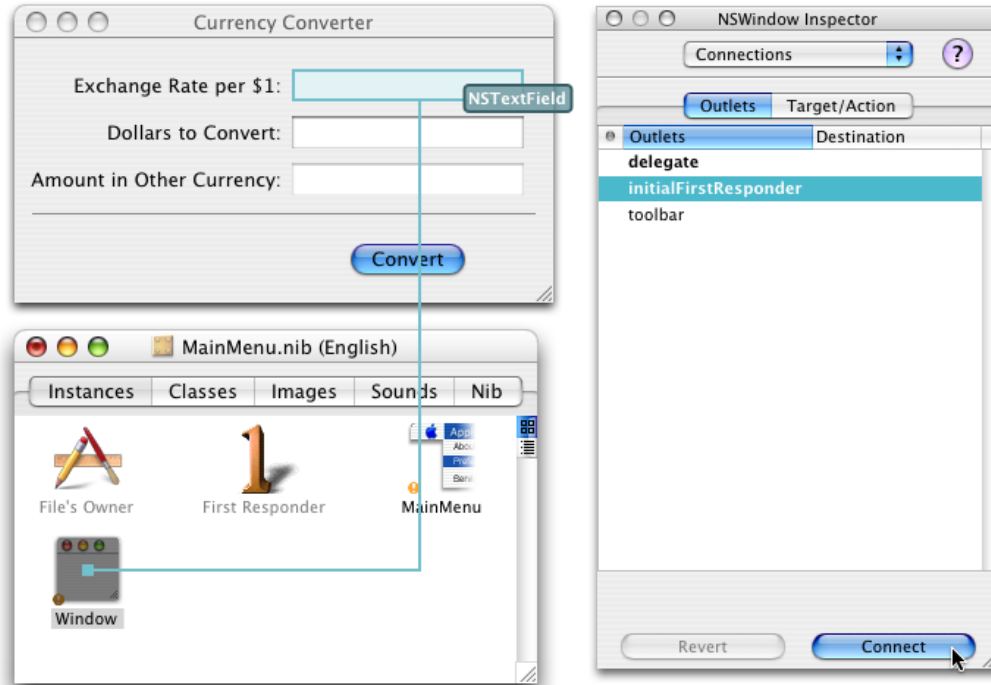 Currency Converter
Exchange Rate per $1:
NSTextField
Dollars to Convert:
Amount in Other Currency:
Convert
MainMenu.nib (English)
Instances Classes Images Sounds Nib
File's Owner
1
First Responder
MainMenu
Window
NSWindow Inspector
Connections
?
Outlets Target/Action
Outlets Destination
delegate
initialFirstResponder
toolbar
Revert Connect